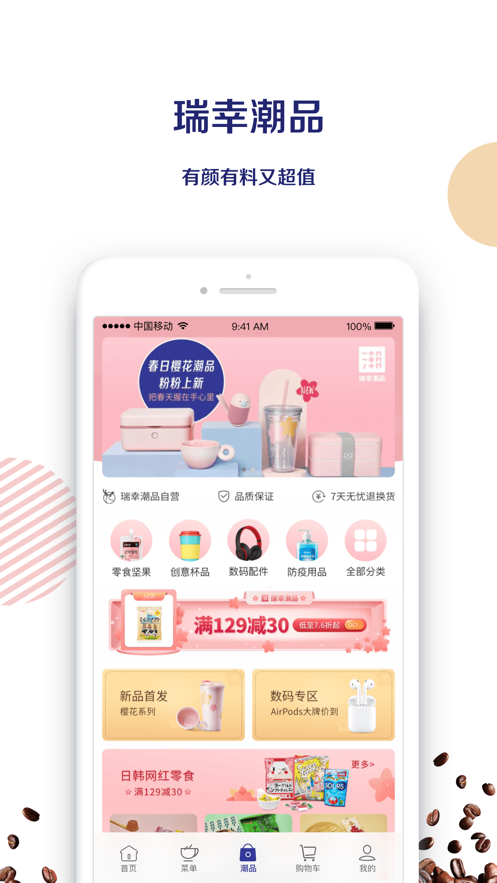 瑞幸潮品
有颜有料又超值
中国移动
9:41 AM
100%
春日樱花潮品
粉粉上新
把春天握在手心里
NEW
瑞幸潮品
瑞幸潮品自营
品质保证
7天无忧退换货
零食坚果
创意杯品
数码配件
防疫用品
全部分类
瑞幸潮品
满129减30
低至7.6折起
Go
新品首发
樱花系列
数码专区
AirPods大牌价到
日韩网红零食
满129减30
更多>
首页
菜单
潮品
购物车
我的